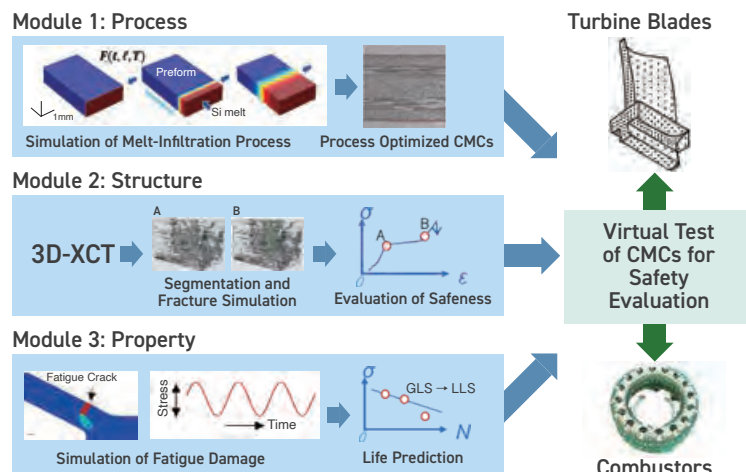 Module 1: Process
F(t, ℓ, T)
Preform
Si melt
1mm
Simulation of Melt-Infiltration Process
Process Optimized CMCs
Module 2: Structure
3D-XCT
A
B
Segmentation and
Fracture Simulation
σ
A
B
0
ε
Evaluation of Safeness
Module 3: Property
Fatigue Crack
Stress
Time
Simulation of Fatigue Damage
σ
GLS → LLS
0
N
Life Prediction
Turbine Blades
Virtual Test
of CMCs for
Safety
Evaluation
Combustors